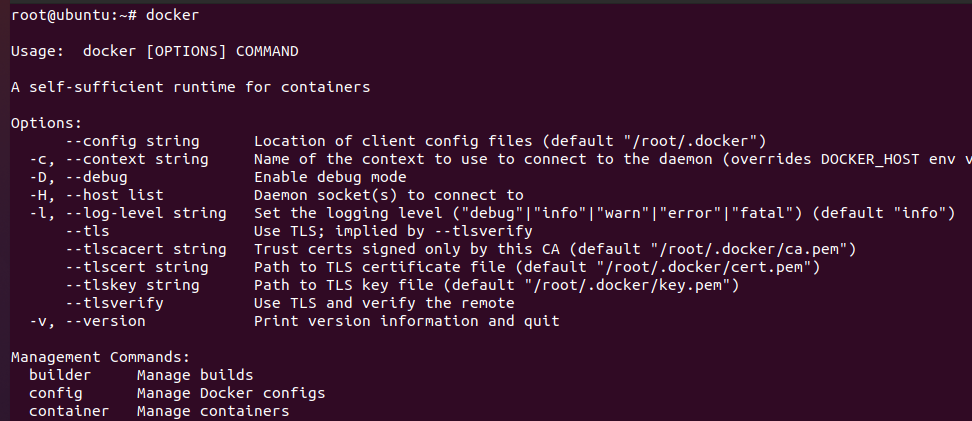 root@ubuntu:~# docker
Usage:  docker [OPTIONS] COMMAND
A self-sufficient runtime for containers
Options:
      --config string      Location of client config files (default "/root/.docker")
  -c, --context string     Name of the context to use to connect to the daemon (overrides DOCKER_HOST env v
  -D, --debug              Enable debug mode
  -H, --host list          Daemon socket(s) to connect to
  -l, --log-level string   Set the logging level ("debug"|"info"|"warn"|"error"|"fatal") (default "info")
      --tls                Use TLS; implied by --tlsverify
      --tlscacert string   Trust certs signed only by this CA (default "/root/.docker/ca.pem")
      --tlscert string     Path to TLS certificate file (default "/root/.docker/cert.pem")
      --tlskey string      Path to TLS key file (default "/root/.docker/key.pem")
      --tlsverify          Use TLS and verify the remote
  -v, --version            Print version information and quit
Management Commands:
  builder     Manage builds
  config      Manage Docker configs
  container   Manage containers